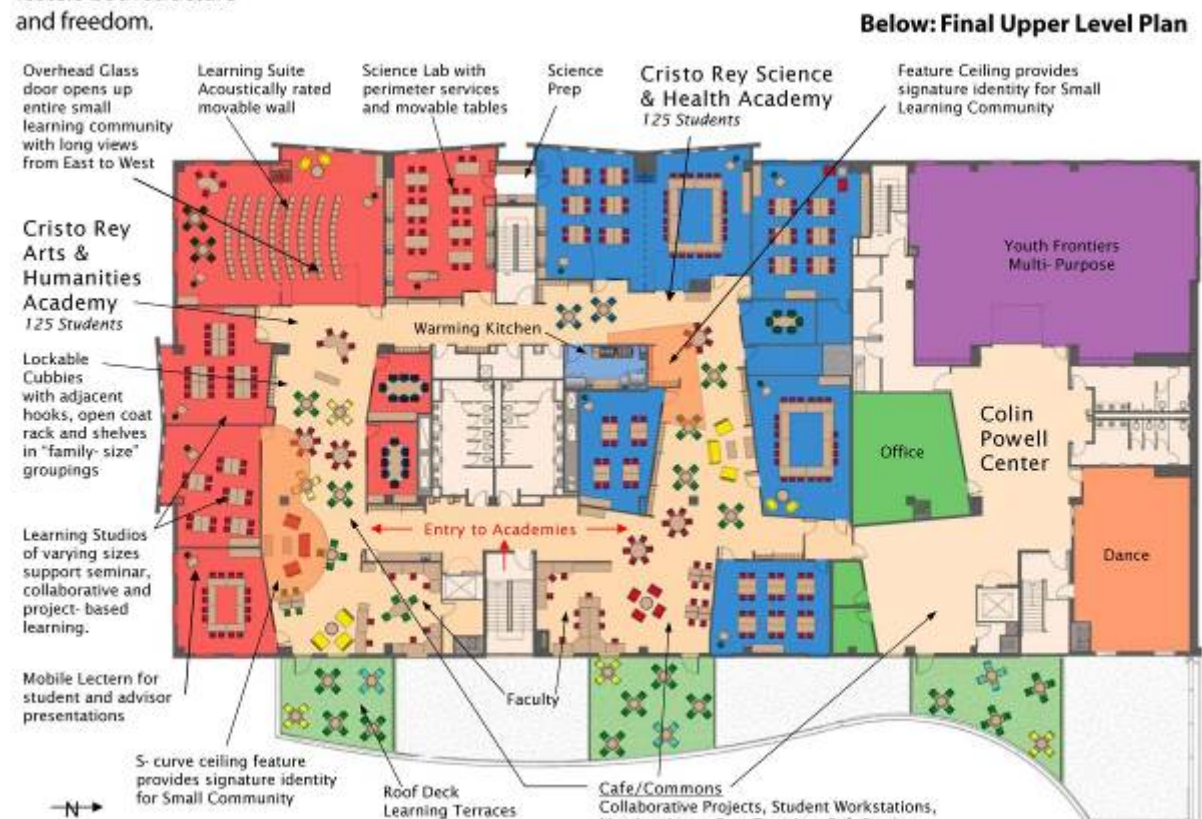 and freedom.
Below: Final Upper Level Plan
Overhead Glass
door opens up
entire small
learning community
with long views
from East to West
Learning Suite
Acoustically rated
movable wall
Science Lab with
perimeter services
and movable tables
Science
Prep
Cristo Rey Science
& Health Academy
125 Students
Feature Ceiling provides
signature identity for Small
Learning Community
Cristo Rey
Arts &
Humanities
Academy
125 Students
Youth Frontiers
Multi- Purpose
Warming Kitchen
Lockable
Cubbies
with adjacent
hooks, open coat
rack and shelves
in "family- size"
groupings
Colin
Powell
Center
Office
Entry to Academies
Dance
Learning Studios
of varying sizes
support seminar,
collaborative and
project- based
learning.
Mobile Lectern for
student and advisor
presentations
Faculty
S- curve ceiling feature
provides signature identity
for Small Community
Roof Deck
Learning Terraces
Cafe/Commons
Collaborative Projects, Student Workstations,
N